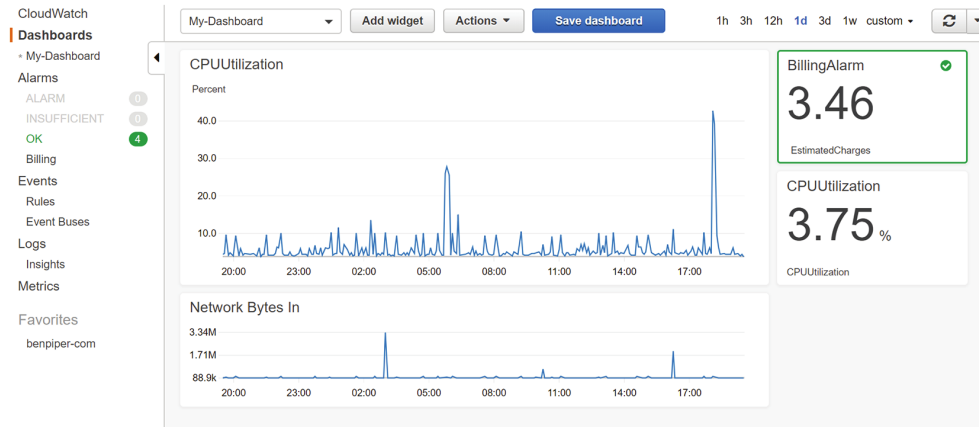 CloudWatch
Dashboards
My-Dashboard
Alarms
ALARM 0
INSUFFICIENT 0
OK 4
Billing
Events
Rules
Event Buses
Logs
Insights
Metrics
Favorites
benpiper-com
My-Dashboard Add widget Actions Save dashboard 1h 3h 12h 1d 3d 1w custom
CPUUtilization
Percent
40.0
30.0
20.0
10.0
20:00 23:00 02:00 05:00 08:00 11:00 14:00 17:00
BillingAlarm
3.46
EstimatedCharges
CPUUtilization
3.75 %
CPUUtilization
Network Bytes In
3.34M
1.71M
88.9k
20:00 23:00 02:00 05:00 08:00 11:00 14:00 17:00